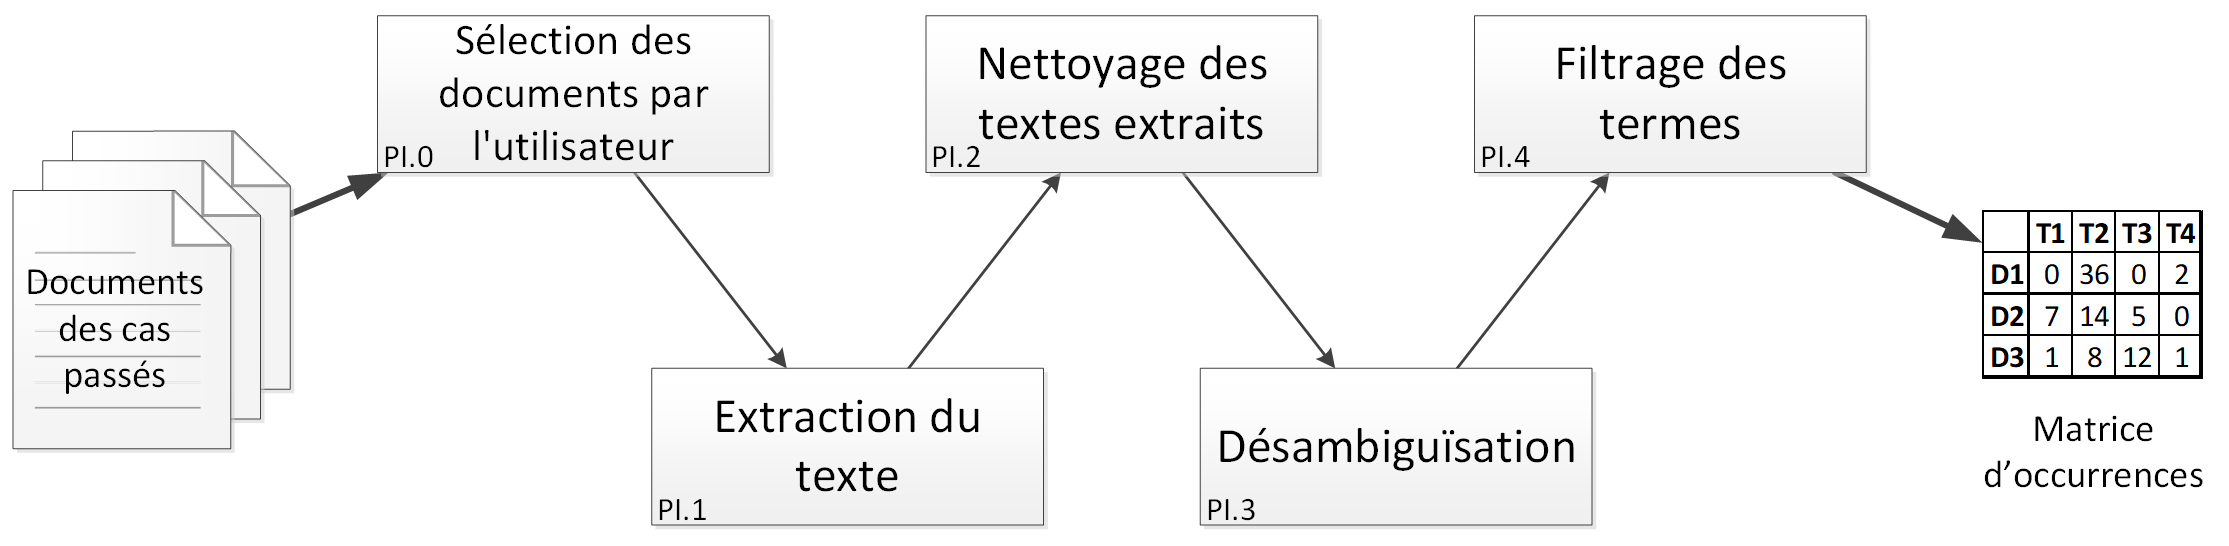 Documents
des cas
passés
Sélection des
documents par
l'utilisateur
PI.0
Extraction du
texte
PI.1
Nettoyage des
textes extraits
PI.2
Désambiguïsation
PI.3
Filtrage des
termes
PI.4
T1 T2 T3 T4
D1 0 36 0 2
D2 7 14 5 0
D3 1 8 12 1
Matrice
d’occurrences